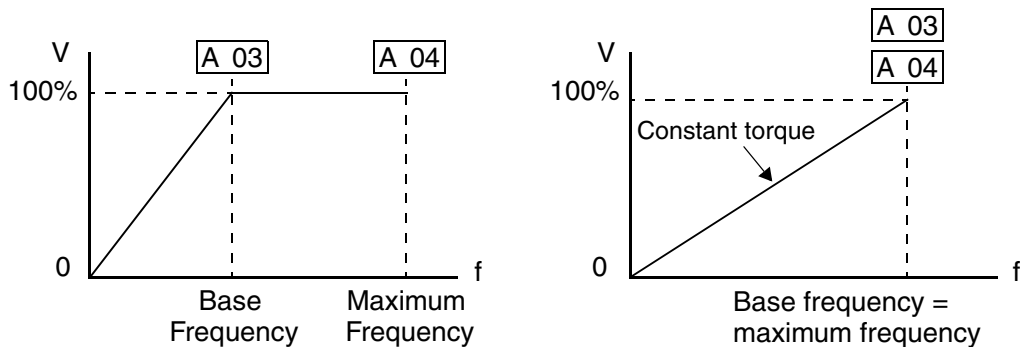 V
A 03
A 04
100%
0
f
Base
Frequency
Maximum
Frequency
A 03
A 04
V
100%
Constant torque
0
f
Base frequency =
maximum frequency